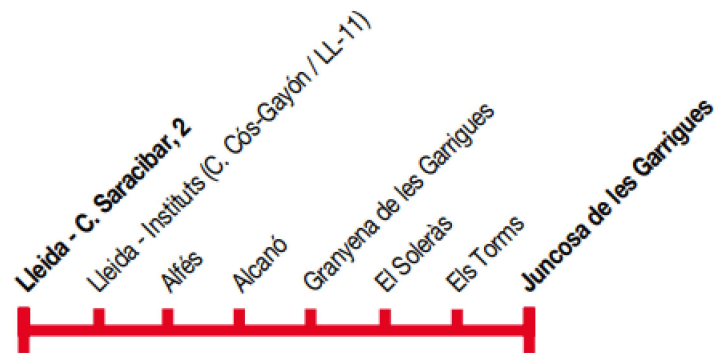 Lleida - C. Saracibar, 2
Lleida - Instituts (C. Cós-Gayón / LL-11)
Alfés
Alcanó
Granyena de les Garrigues
El Soleràs
Els Torms
Juncosa de les Garrigues